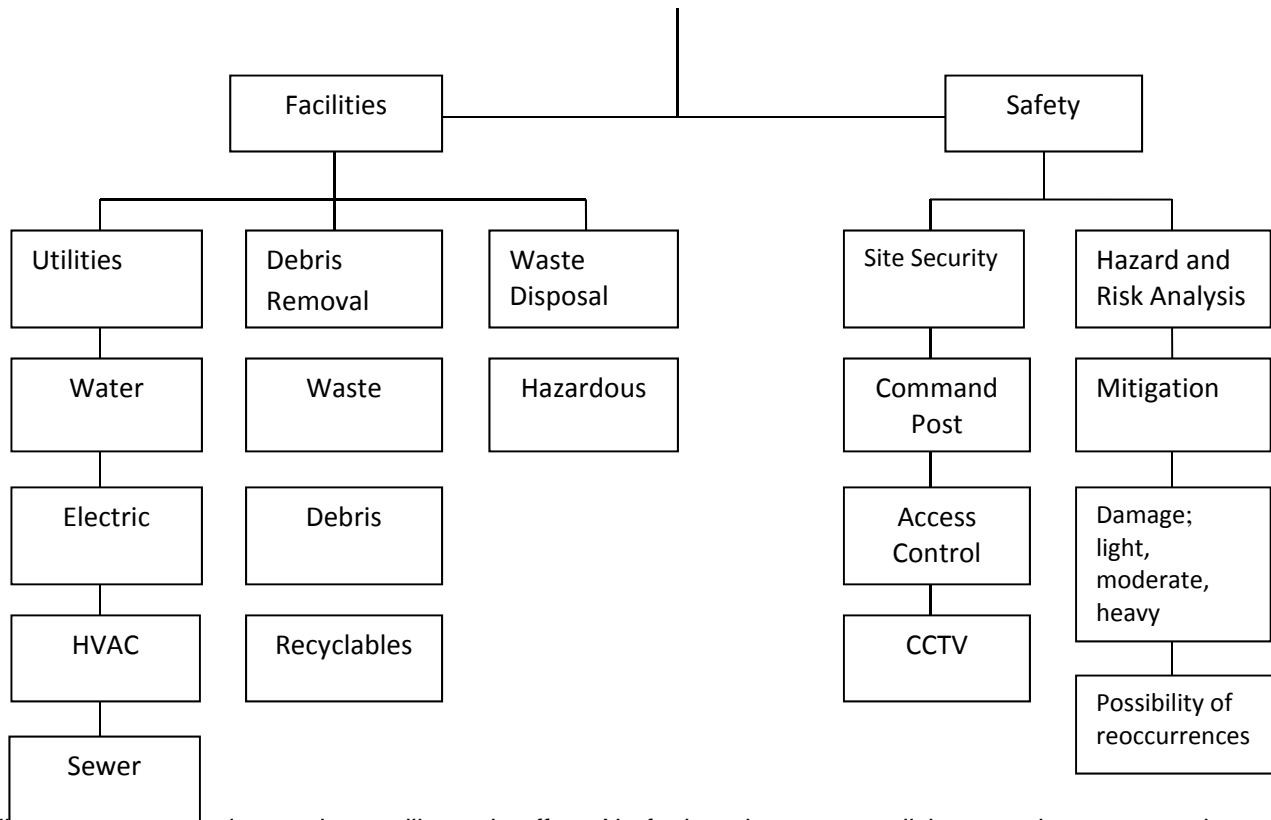 Facilities
Safety
Utilities
Debris
Removal
Waste
Disposal
Site Security
Hazard and
Risk Analysis
Water
Waste
Hazardous
Command
Post
Mitigation
Electric
Debris
Access
Control
Damage;
light,
moderate,
heavy
HVAC
Recyclables
CCTV
Possibility of
reoccurrences
Sewer